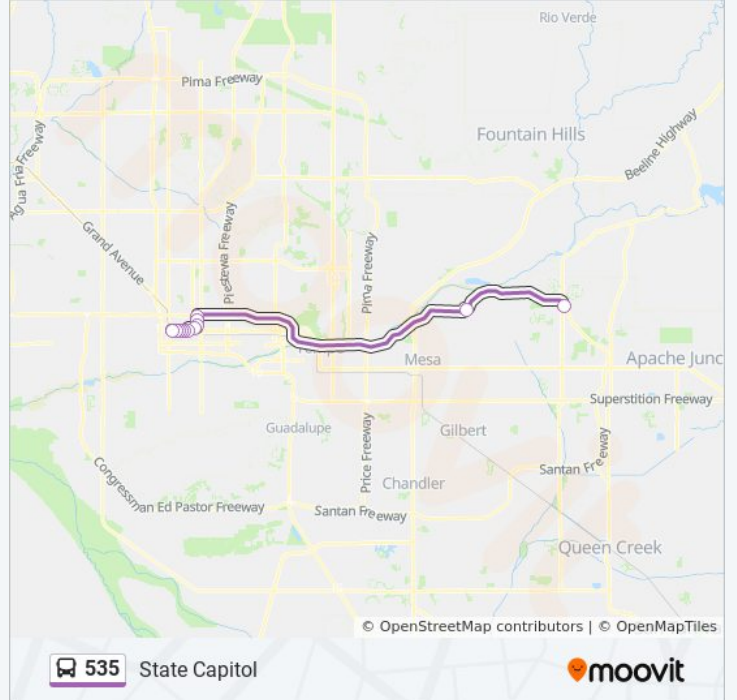 Rio Verde
Pima Freeway
Fountain Hills
Beeline Highway
Agua Fria Freeway
Grand Avenue
Piestewa Freeway
Pima Freeway
Mesa
Apache Junc
Superstition Freeway
Guadalupe
Gilbert
Price Freeway
Santan Freeway
Chandler
Congressman Ed Pastor Freeway
Santan Freeway
Queen Creek
© OpenStreetMap contributors | © OpenMapTiles
535 State Capitol
moovit